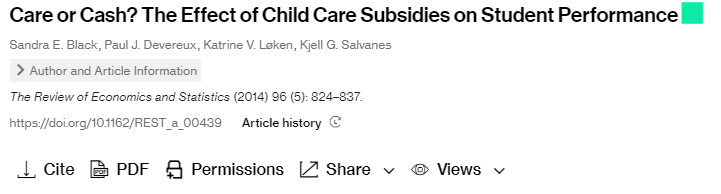 Care or Cash? The Effect of Child Care Subsidies on Student Performance
Sandra E. Black, Paul J. Devereux, Katrine V. Løken, Kjell G. Salvanes
Author and Article Information
The Review of Economics and Statistics (2014) 96 (5): 824–837.
https://doi.org/10.1162/REST_a_00439 Article history
Cite PDF Permissions Share Views